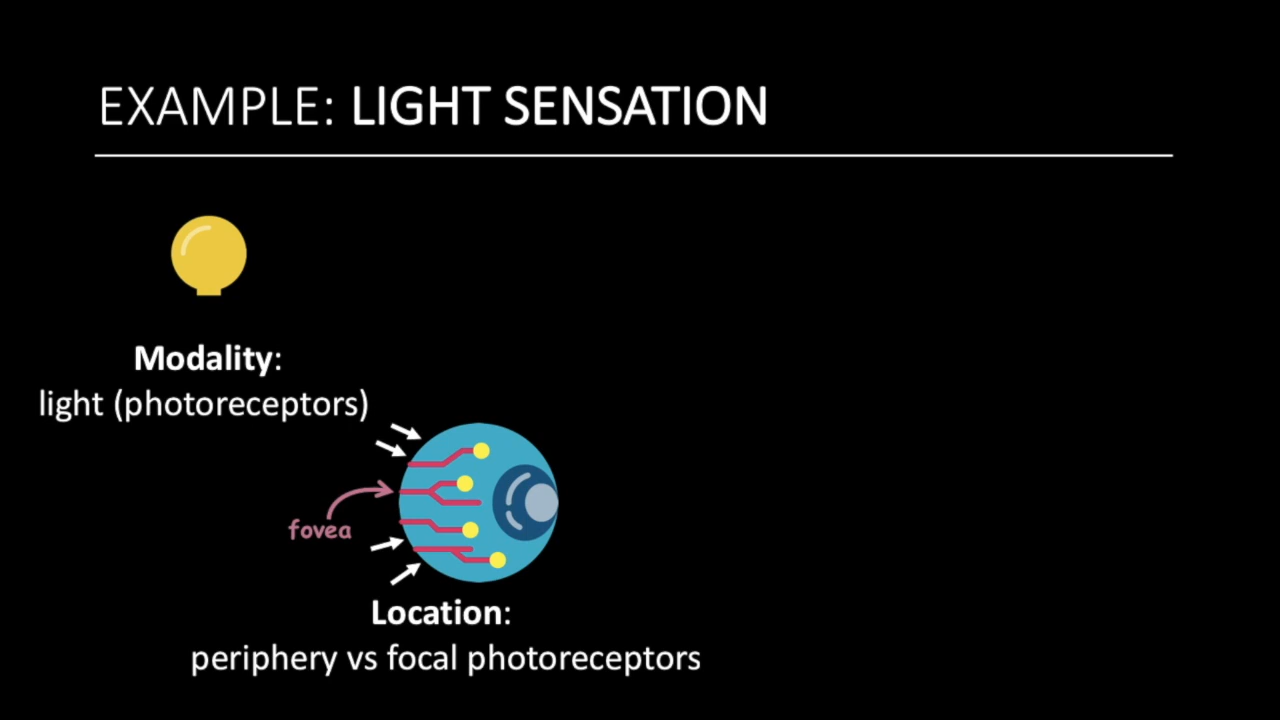 EXAMPLE: LIGHT SENSATION
Modality:
light (photoreceptors)
fovea
Location:
periphery vs focal photoreceptors